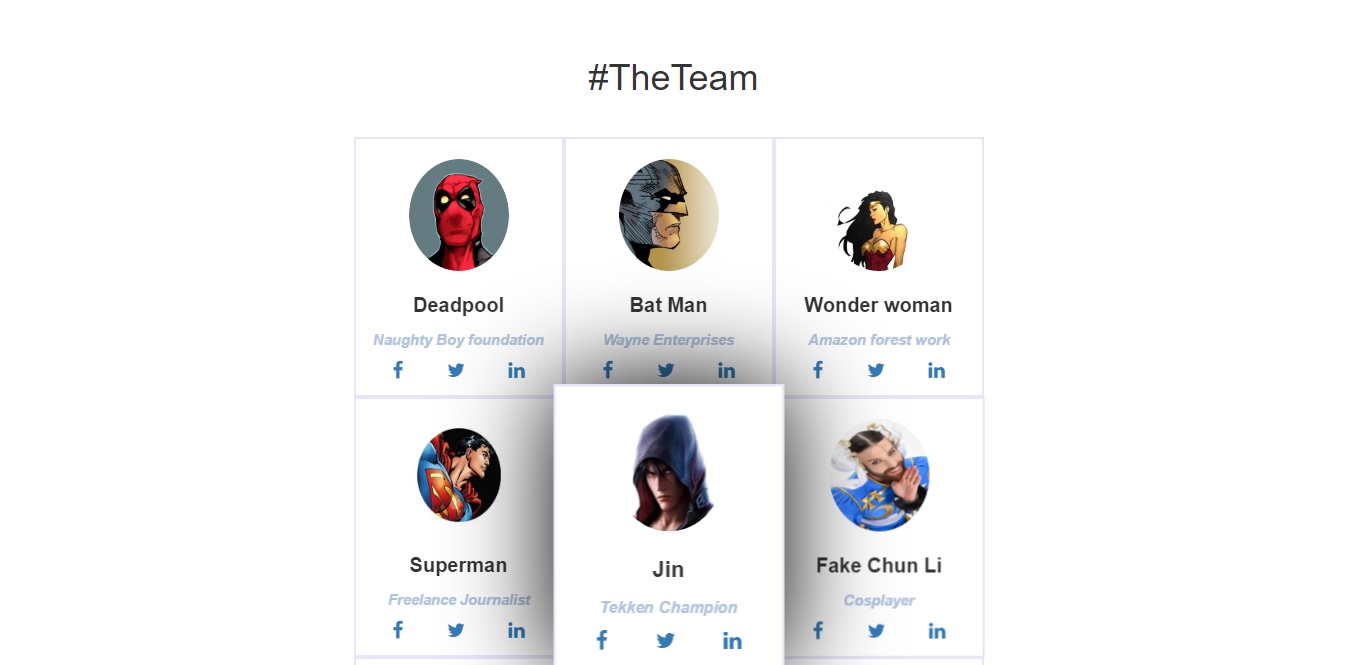 #TheTeam
Deadpool
Naughty Boy foundation
Bat Man
Wayne Enterprises
Wonder woman
Amazon forest work
Superman
Freelance Journalist
Jin
Tekken Champion
Fake Chun Li
Cosplayer